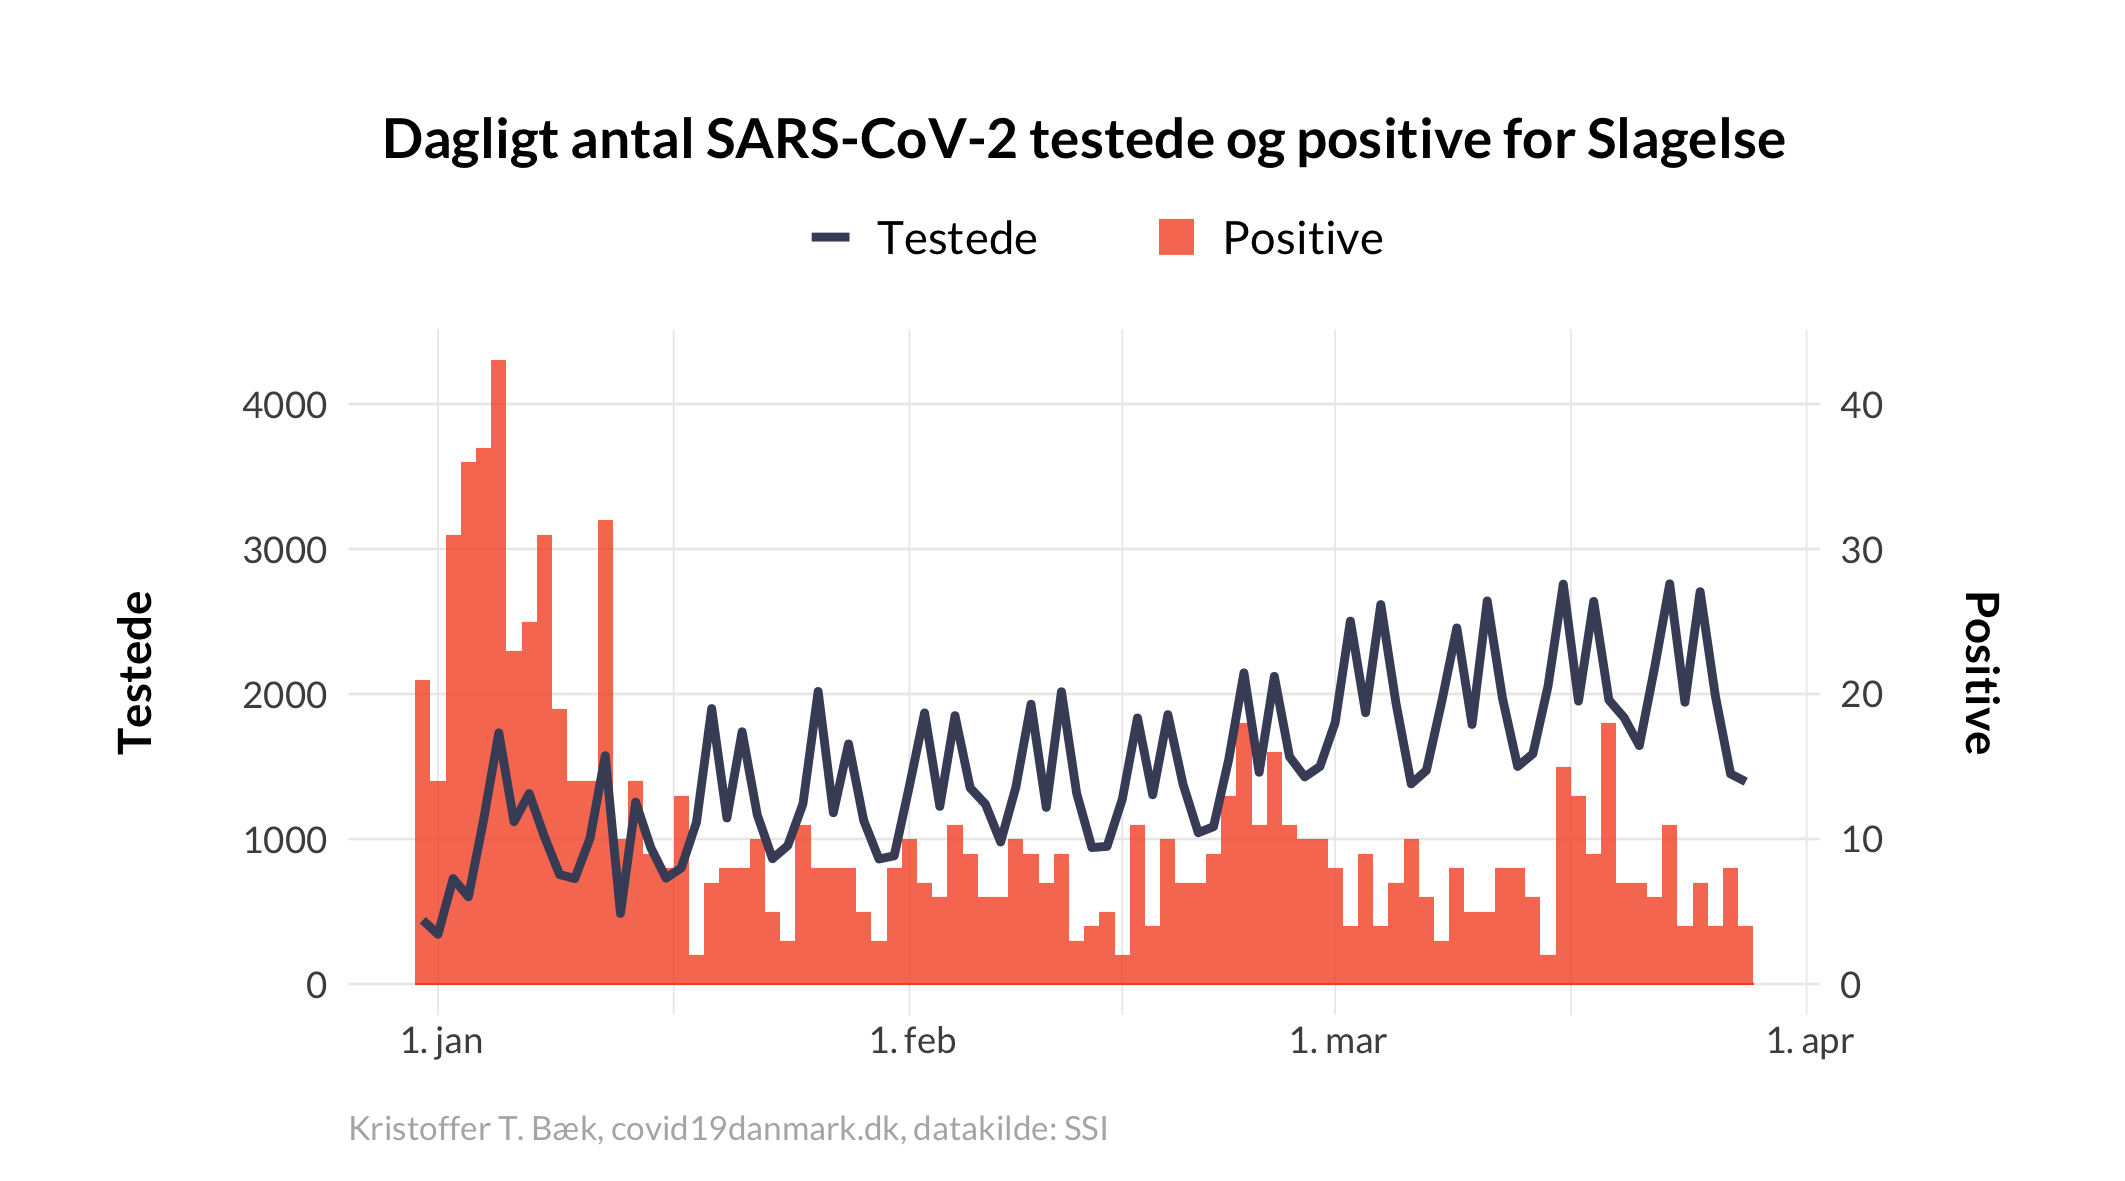 Dagligt antal SARS-CoV-2 testede og positive for Slagelse
Testede Positive
4000 40
3000 30
2000 20
1000 10
0 0
Testede
Positive
1. jan 1. feb 1. mar 1. apr
Kristoffer T. Bæk, covid19danmark.dk, datakilde: SSI